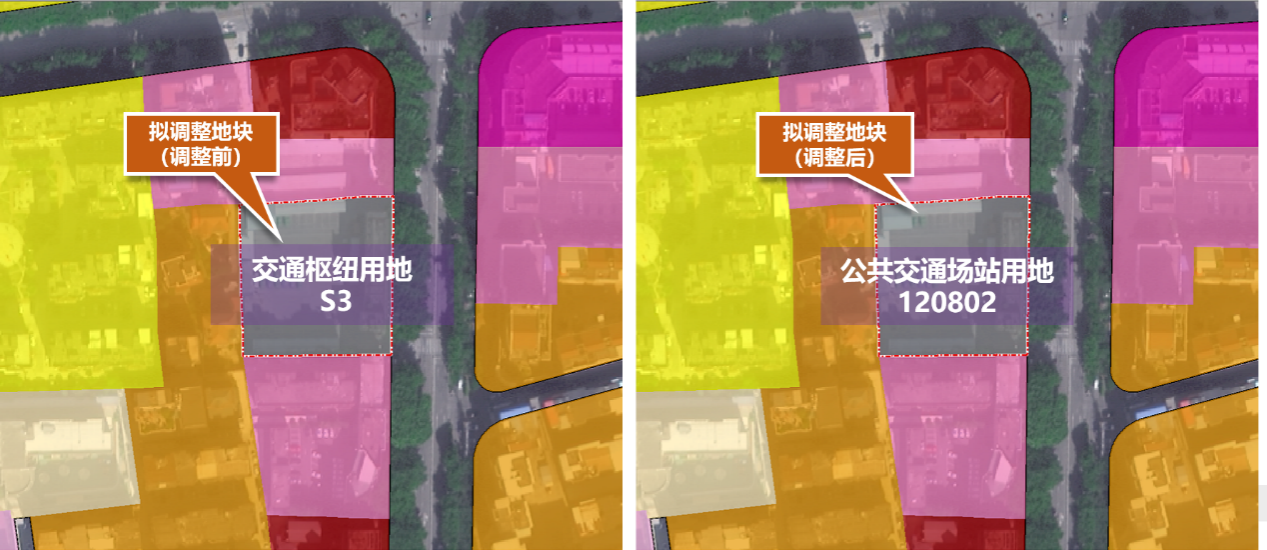 拟调整地块
（调整前）
交通枢纽用地
S3
拟调整地块
（调整后）
公共交通场站用地
120802